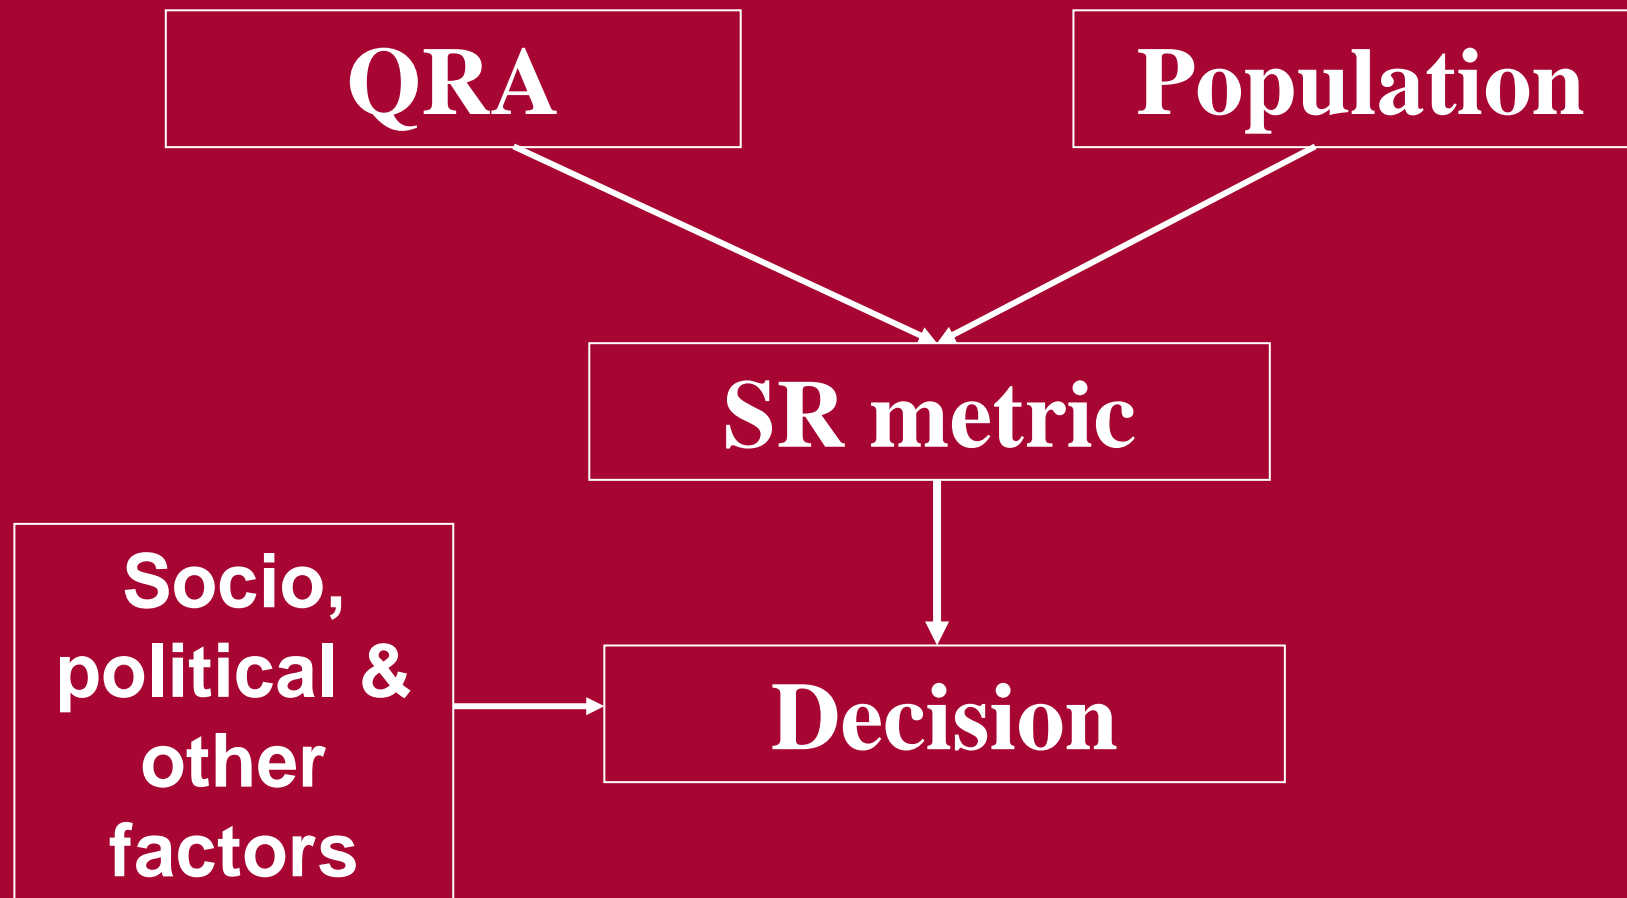 QRA
Population
SR metric
Socio,
political &
other
factors
Decision